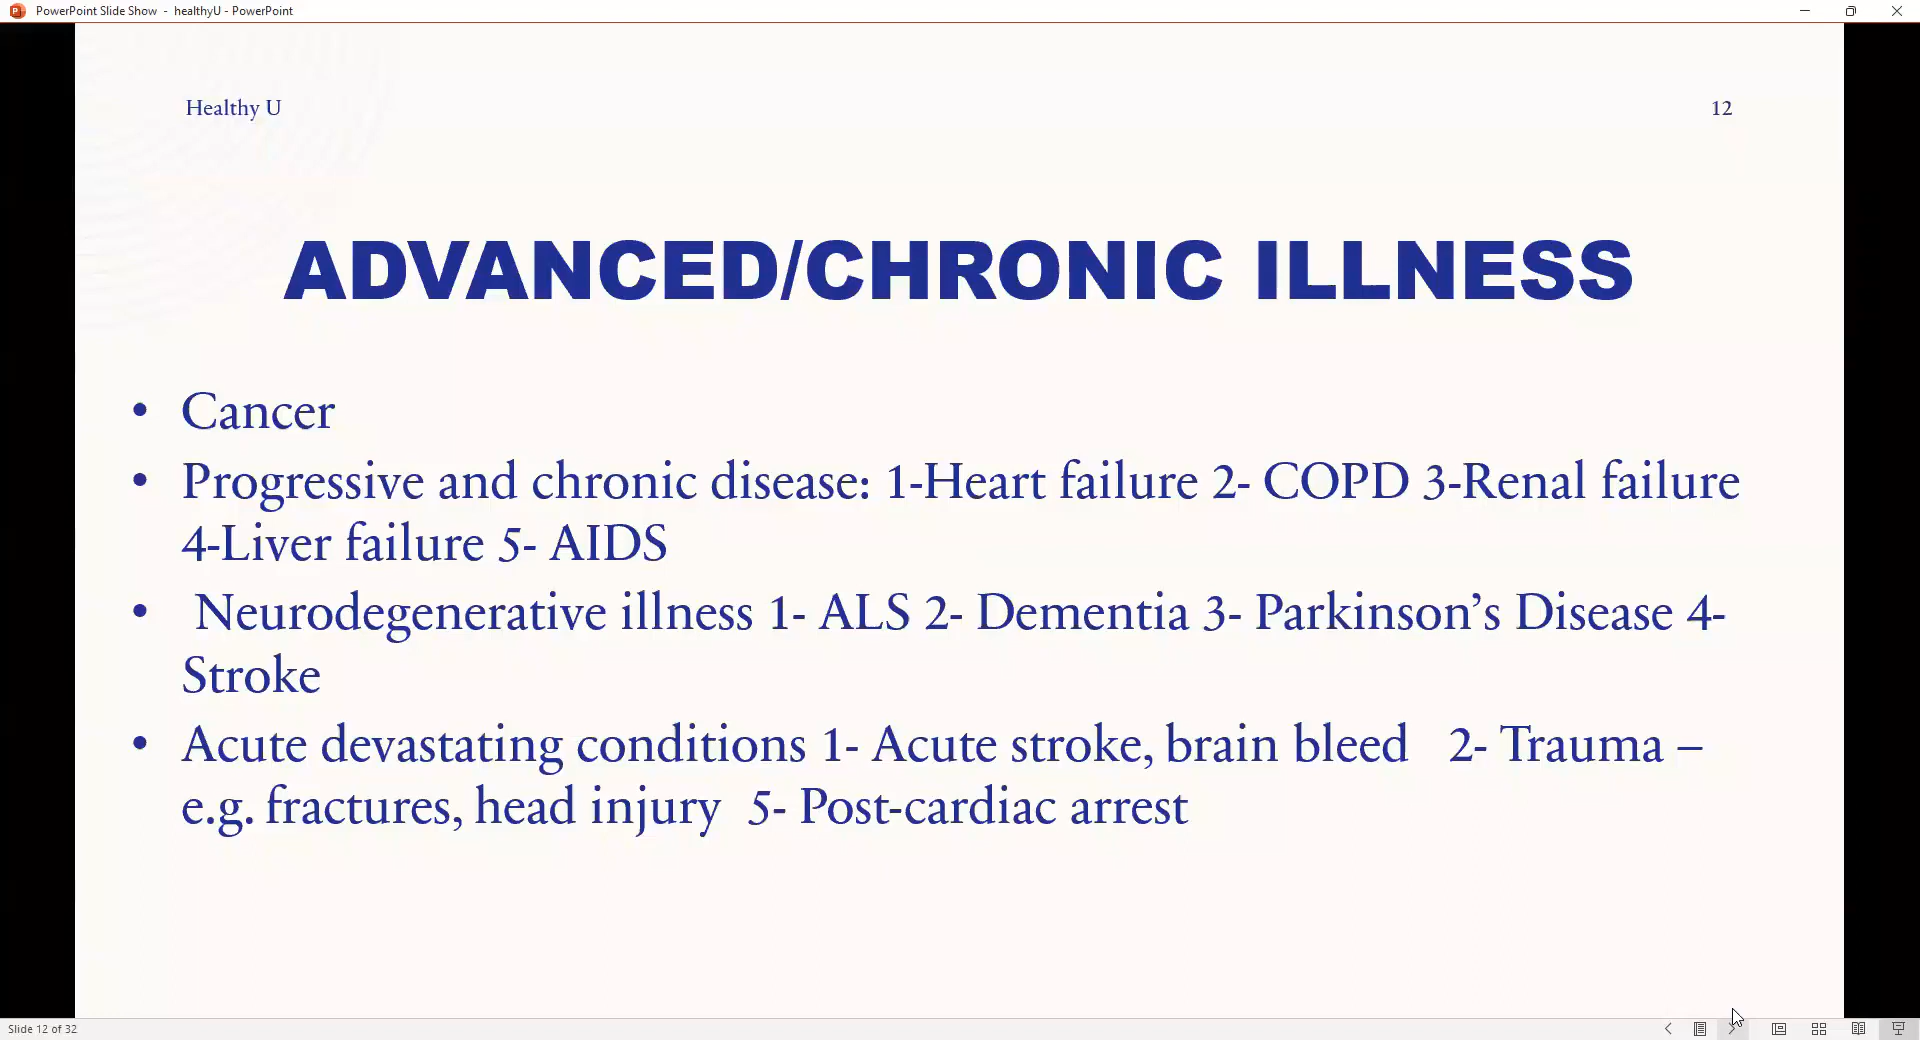 PowerPoint Slide Show - healthyU - PowerPoint
Healthy U
12
ADVANCED/CHRONIC ILLNESS
• Cancer
• Progressive and chronic disease: 1-Heart failure 2- COPD 3-Renal failure
4-Liver failure 5- AIDS
• Neurodegenerative illness 1- ALS 2- Dementia 3- Parkinson’s Disease 4-
Stroke
• Acute devastating conditions 1- Acute stroke, brain bleed 2- Trauma –
e.g. fractures, head injury 5- Post-cardiac arrest
Slide 12 of 32